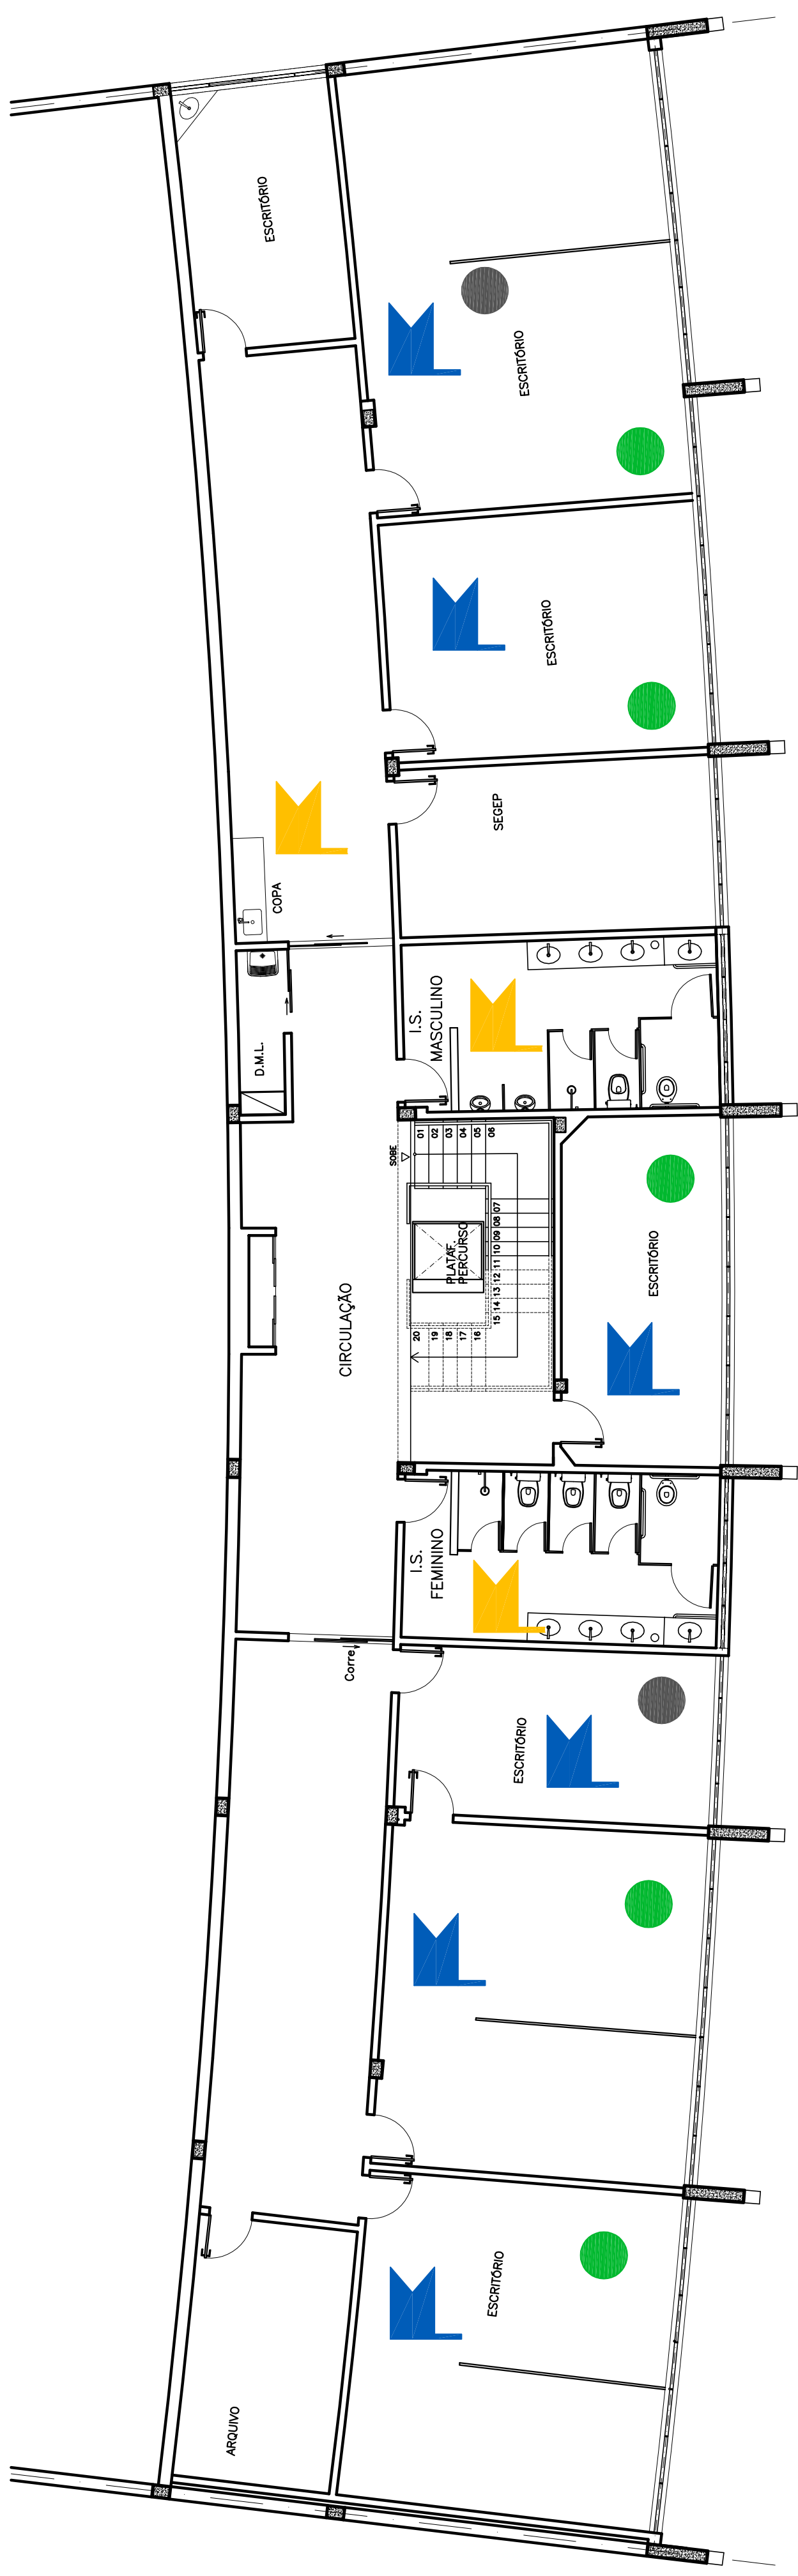 ESCRITÓRIO
ESCRITÓRIO
ESCRITÓRIO
SEGEP
COPA
I.S.
MASCULINO
D.M.L.
SOBE
01
02
03
04
05
06
07
08
09
10
11
12
13
14
15
16
17
18
19
20
PLATAF.
PERCURSO
ESCRITÓRIO
CIRCULAÇÃO
I.S.
FEMININO
Corre
ESCRITÓRIO
ESCRITÓRIO
ARQUIVO